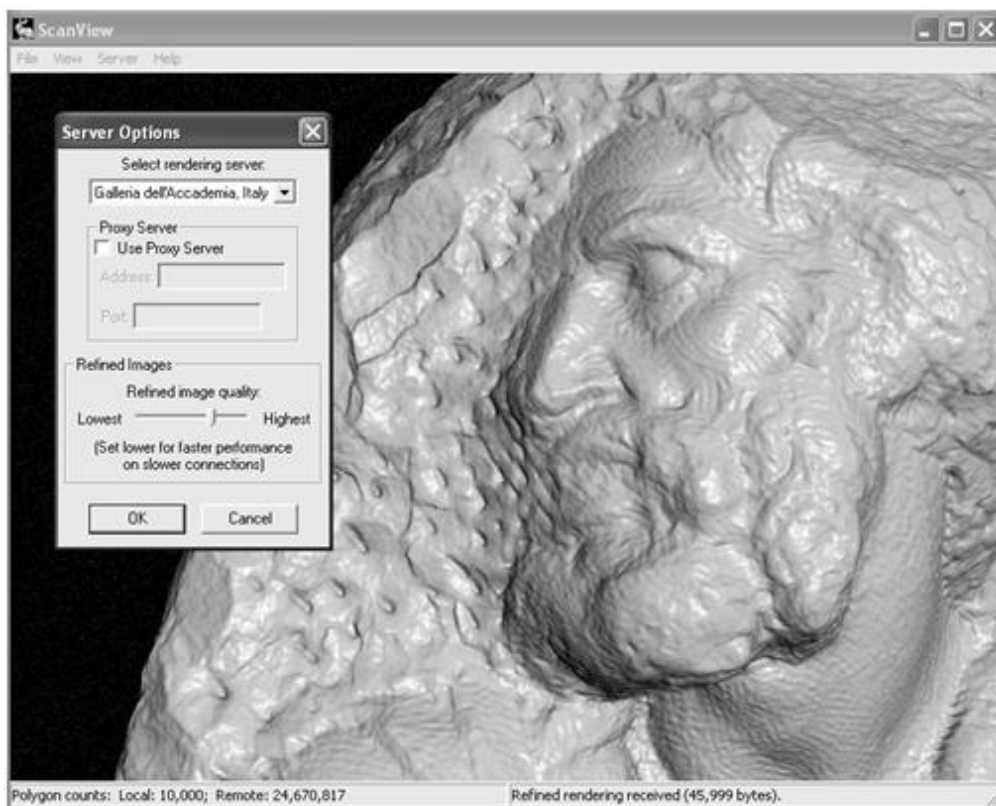 ScanView
File View Server Help
Server Options
Select rendering server:
Galleria dell'Accademia, Italy
Proxy Server
Use Proxy Server
Address:
Port:
Refined Images
Refined image quality:
Lowest Highest
(Set lower for faster performance
on slower connections)
OK Cancel
Polygon counts: Local: 10,000; Remote: 24,670,817 Refined rendering received (45,999 bytes).